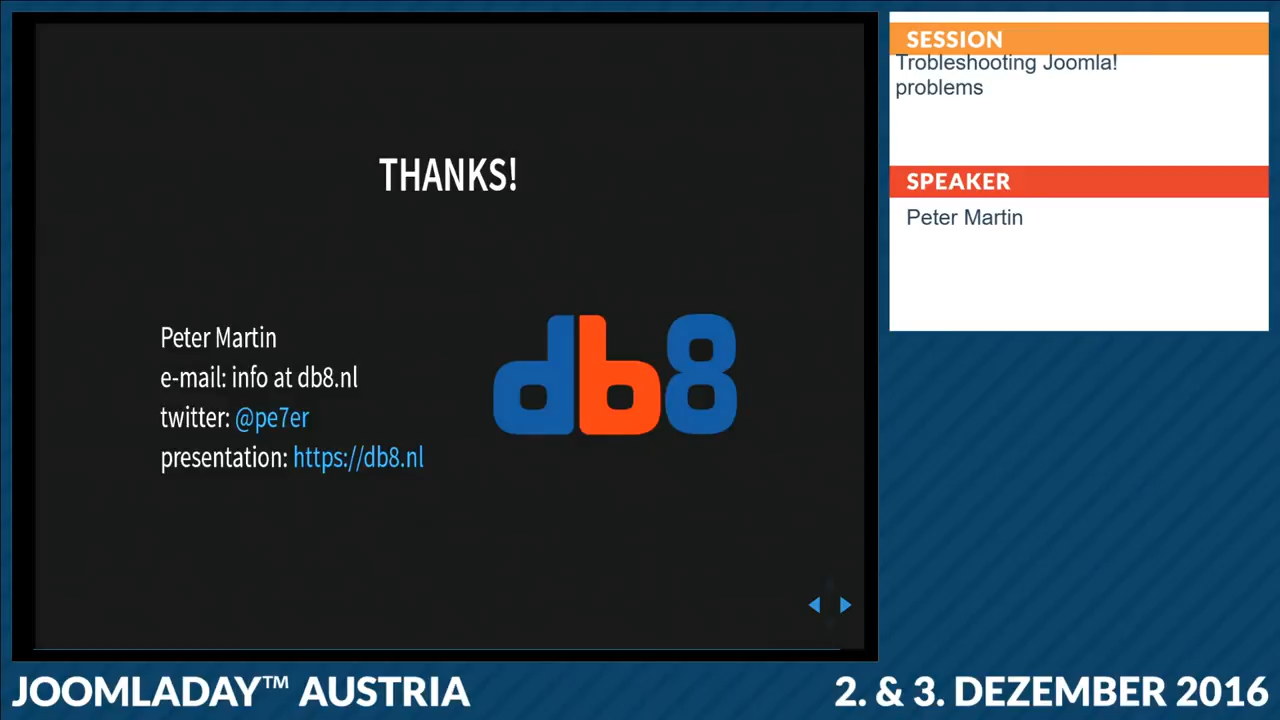 THANKS!
Peter Martin
e-mail: info at db8.nl
twitter: @pe7er
presentation: https://db8.nl
db8
SESSION
Trobleshooting Joomla!
problems
SPEAKER
Peter Martin
JOOMLADAY™ AUSTRIA
2. & 3. DEZEMBER 2016